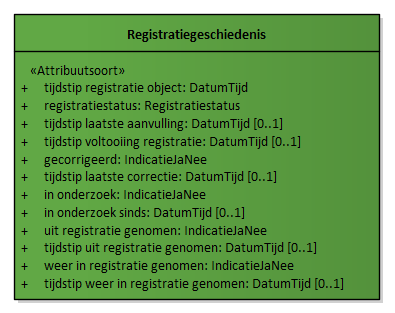 Registratiegeschiedenis
«Attribuutsoort»
+ tijdstip registratie object: DatumTijd
+ registratiestatus: Registratiestatus
+ tijdstip laatste aanvulling: DatumTijd [0..1]
+ tijdstip voltooiing registratie: DatumTijd [0..1]
+ gecorrigeerd: IndicatieJaNee
+ tijdstip laatste correctie: DatumTijd [0..1]
+ in onderzoek: IndicatieJaNee
+ in onderzoek sinds: DatumTijd [0..1]
+ uit registratie genomen: IndicatieJaNee
+ tijdstip uit registratie genomen: DatumTijd [0..1]
+ weer in registratie genomen: IndicatieJaNee
+ tijdstip weer in registratie genomen: DatumTijd [0..1]